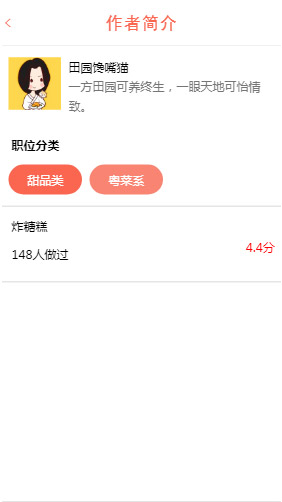 作者简介
田园馋嘴猫
一方田园可养终生，一眼天地可怡情
致。
职位分类
甜品类
粤菜系
炸糖糕
148人做过
4.4分